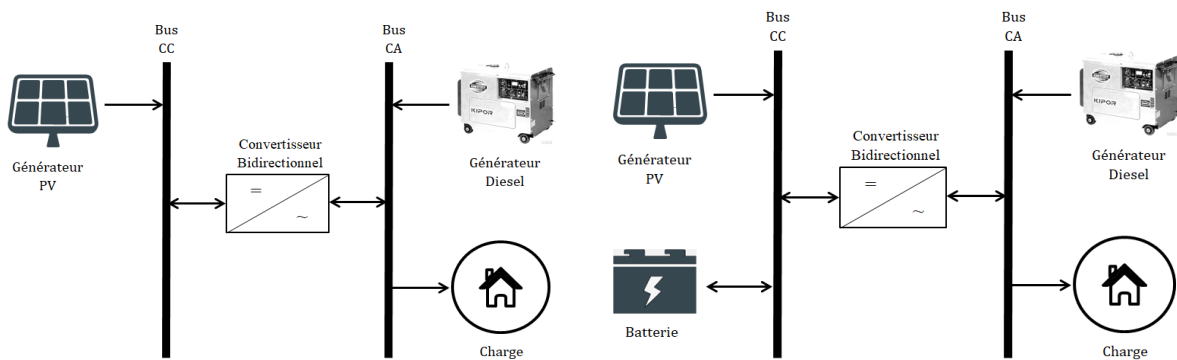 Bus
CC
Bus
CA
KIPOR
Générateur
PV
Convertisseur
Bidirectionnel
=
~
Générateur
Diesel
Charge
Bus
CC
Bus
CA
KIPOR
Générateur
PV
Convertisseur
Bidirectionnel
=
~
Générateur
Diesel
Batterie
Charge